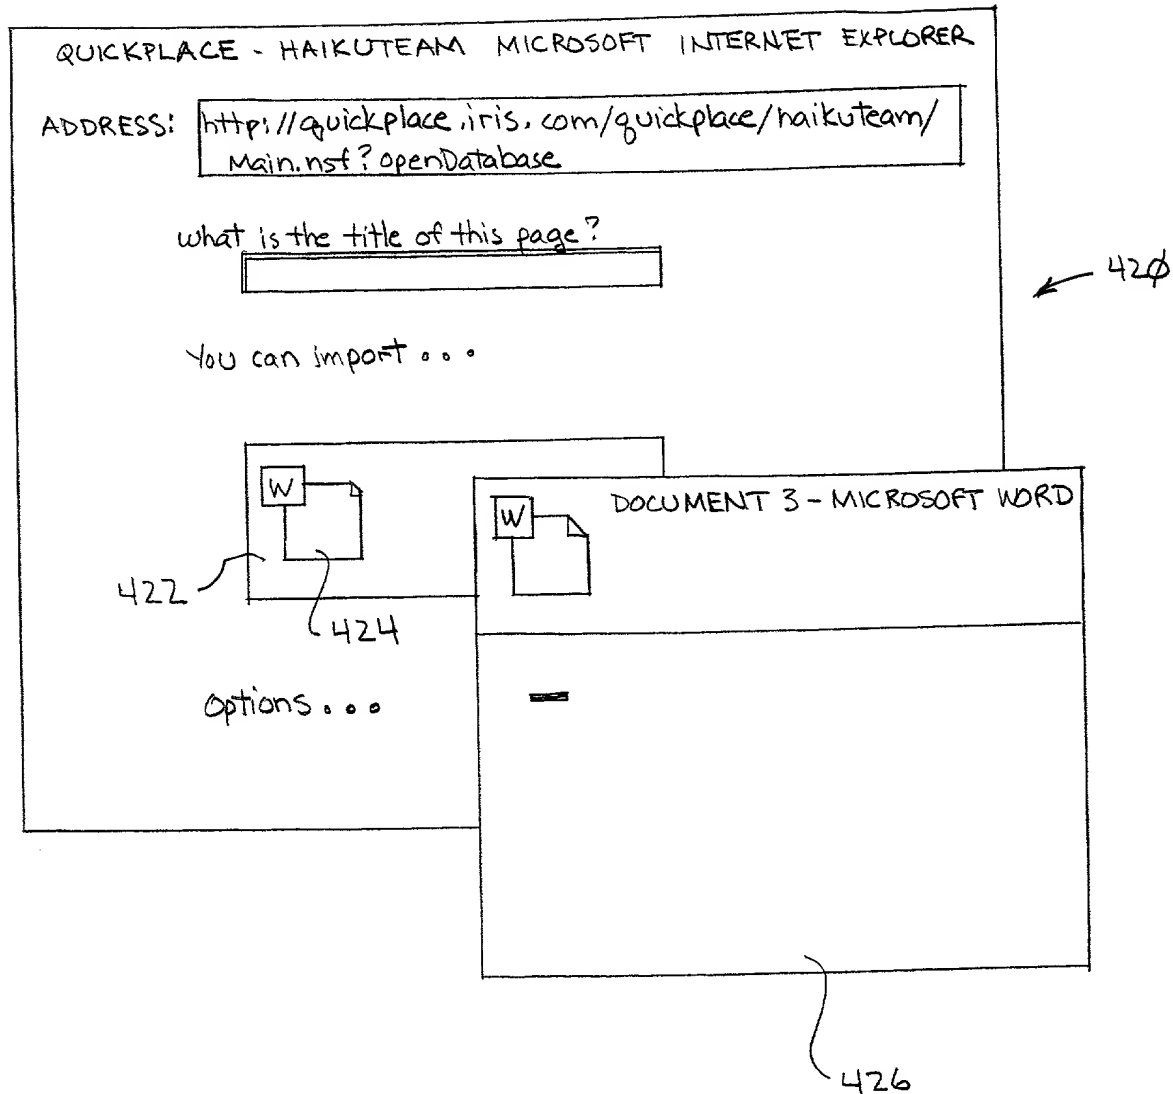 QUICKPLACE - HAIKUTEAM MICROSOFT INTERNET EXPLORER
ADDRESS: http://quickplace.iris.com/quickplace/haikuteam/
Main.nsf?openDatabase
what is the title of this page?
420
You can import...
W
W
DOCUMENT 3 - MICROSOFT WORD
422
424
options...
426